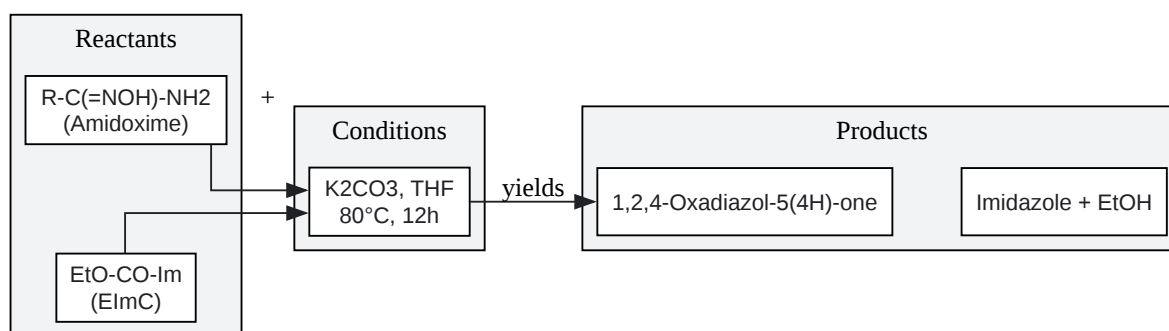 Reactants
R-C(=NOH)-NH2
(Amidoxime)
+
EtO-CO-Im
(EImC)
Conditions
K2CO3, THF
80°C, 12h
yields
Products
1,2,4-Oxadiazol-5(4H)-one
Imidazole + EtOH